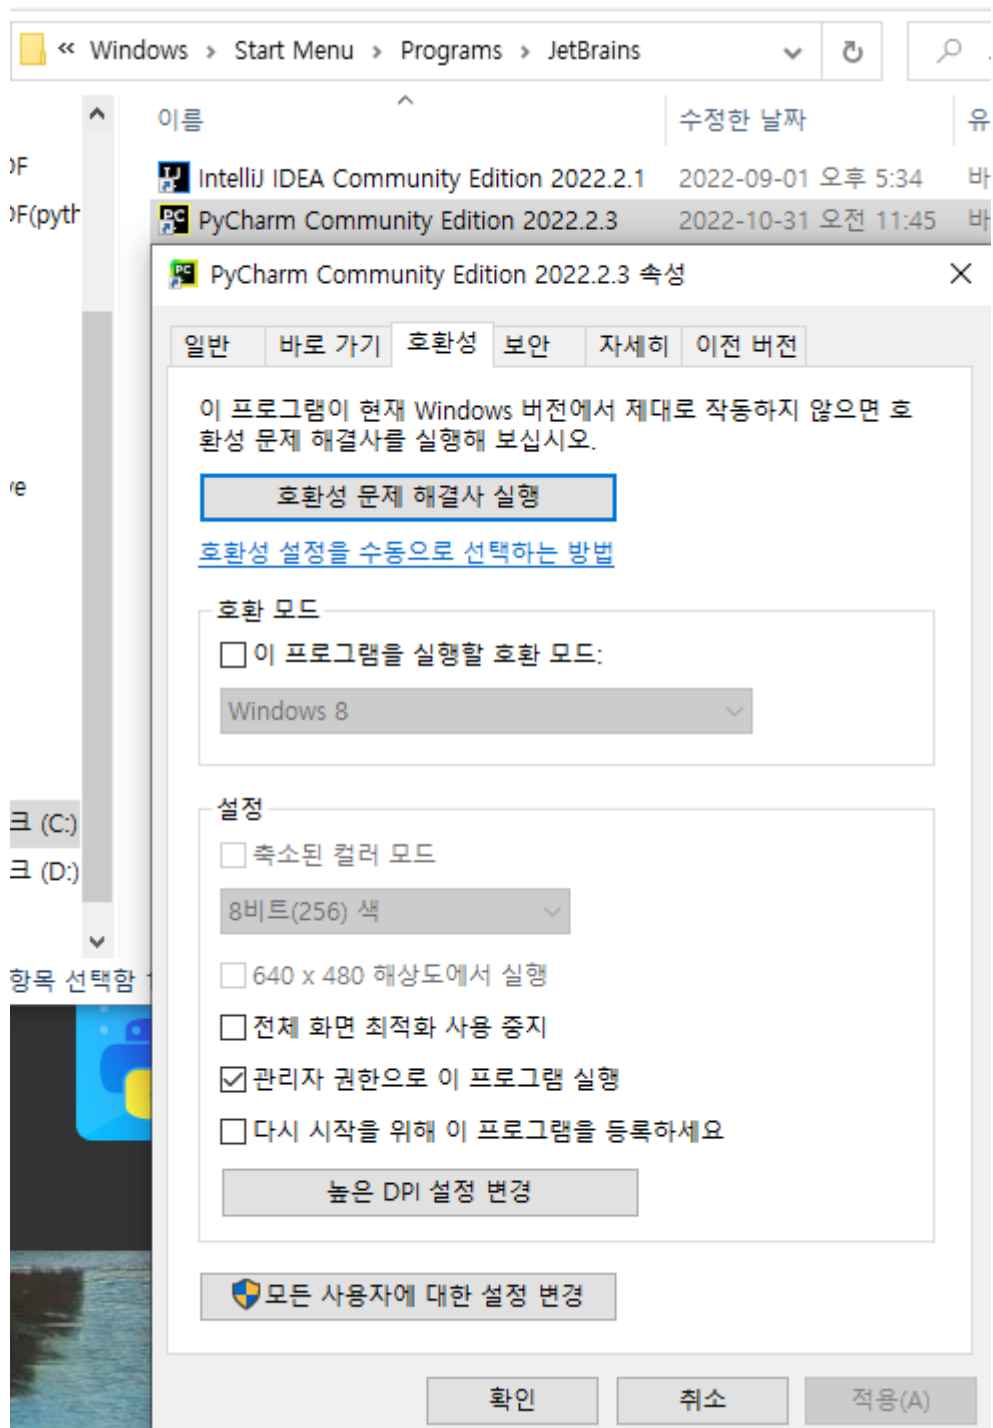 « Windows › Start Menu › Programs › JetBrains
이름 수정한 날짜 유
IntelliJ IDEA Community Edition 2022.2.1 2022-09-01 오후 5:34 바
PyCharm Community Edition 2022.2.3 2022-10-31 오전 11:45 바
PyCharm Community Edition 2022.2.3 속성
일반 바로 가기 호환성 보안 자세히 이전 버전
이 프로그램이 현재 Windows 버전에서 제대로 작동하지 않으면 호
환성 문제 해결사를 실행해 보십시오.
호환성 문제 해결사 실행
호환성 설정을 수동으로 선택하는 방법
호환 모드
이 프로그램을 실행할 호환 모드:
Windows 8
설정
축소된 컬러 모드
8비트(256) 색
640 x 480 해상도에서 실행
전체 화면 최적화 사용 중지
관리자 권한으로 이 프로그램 실행
다시 시작을 위해 이 프로그램을 등록하세요
높은 DPI 설정 변경
모든 사용자에 대한 설정 변경
확인 취소 적용(A)
크 (C:)
크 (D:)
항목 선택함